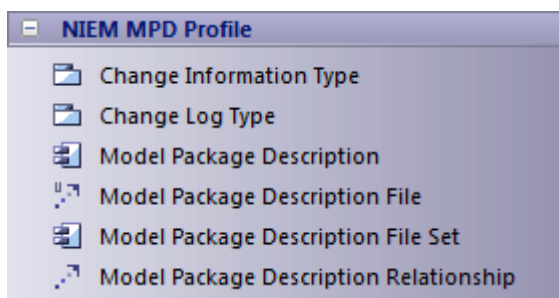 NIEM MPD Profile
Change Information Type
Change Log Type
Model Package Description
Model Package Description File
Model Package Description File Set
Model Package Description Relationship